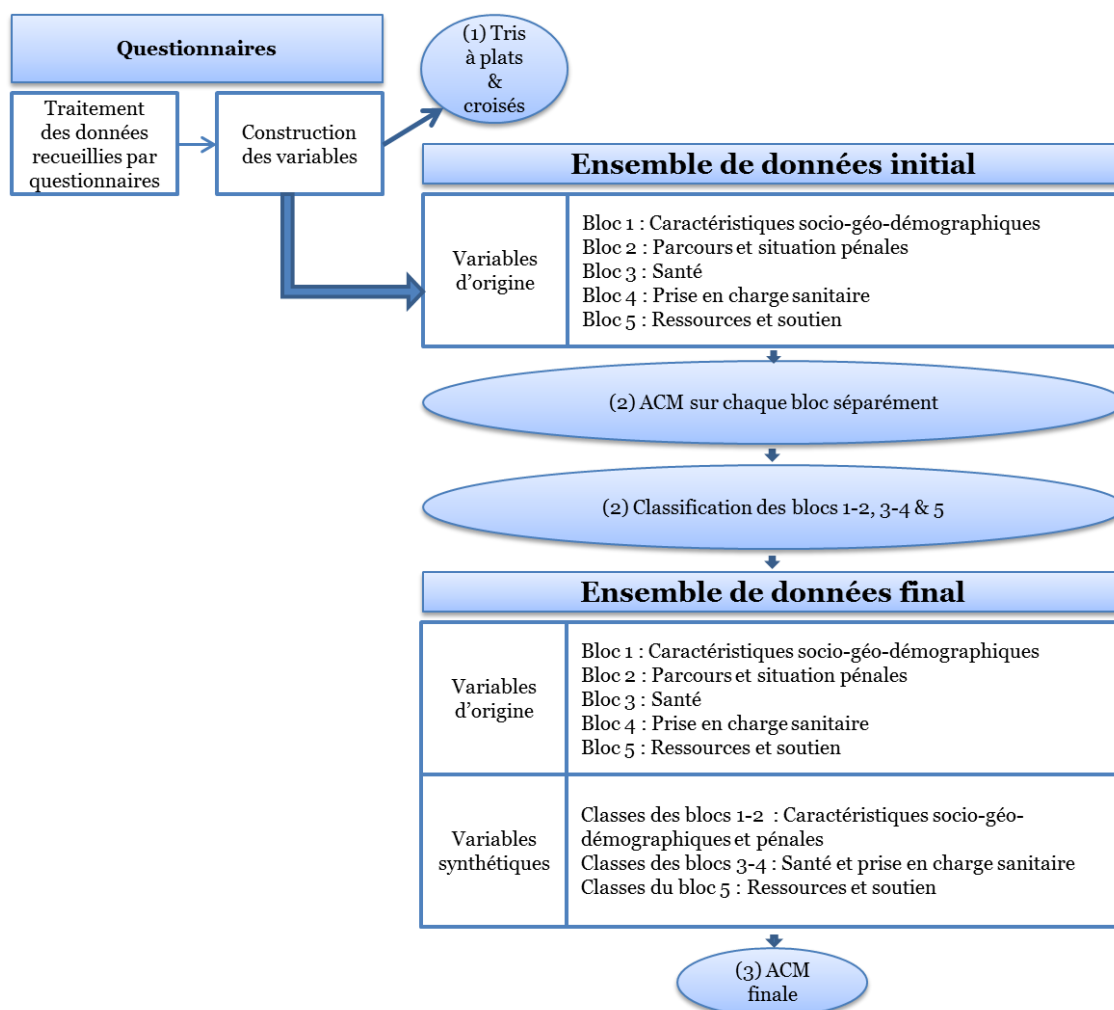 Questionnaires
(1) Tris
à plats
&
croisés
Traitement
des données
recueillies par
questionnaires
Construction
des variables
Ensemble de données initial
Variables
d’origine
Bloc 1 : Caractéristiques socio-géo-démographiques
Bloc 2 : Parcours et situation pénales
Bloc 3 : Santé
Bloc 4 : Prise en charge sanitaire
Bloc 5 : Ressources et soutien
(2) ACM sur chaque bloc séparément
(2) Classification des blocs 1-2, 3-4 & 5
Ensemble de données final
Variables
d’origine
Bloc 1 : Caractéristiques socio-géo-démographiques
Bloc 2 : Parcours et situation pénales
Bloc 3 : Santé
Bloc 4 : Prise en charge sanitaire
Bloc 5 : Ressources et soutien
Variables
synthétiques
Classes des blocs 1-2 : Caractéristiques socio-géo-
démographiques et pénales
Classes des blocs 3-4 : Santé et prise en charge sanitaire
Classes du bloc 5 : Ressources et soutien
(3) ACM
finale